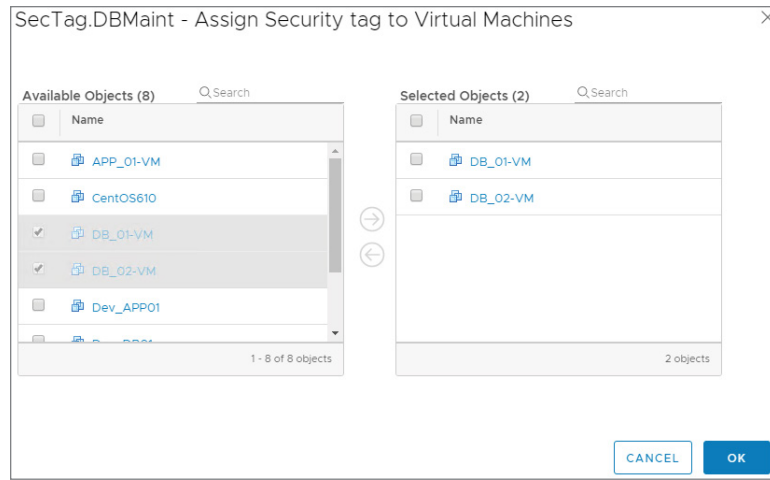 SecTag.DBMaint - Assign Security tag to Virtual Machines
Available Objects (8)
Search
Name
APP_01-VM
CentOS610
DB_01-VM
DB_02-VM
Dev_APP01
1 - 8 of 8 objects
Selected Objects (2)
Search
Name
DB_01-VM
DB_02-VM
2 objects
CANCEL
OK